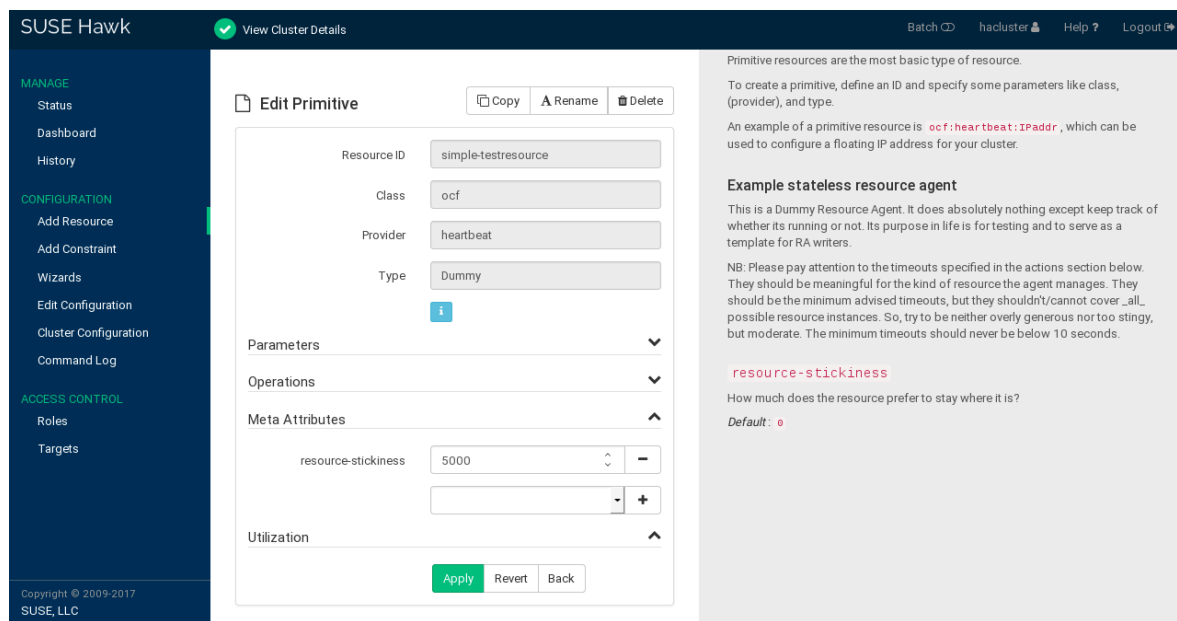 SUSE Hawk
View Cluster Details
Batch
hacluster
Help ?
Logout
MANAGE
Status
Dashboard
History
CONFIGURATION
Add Resource
Add Constraint
Wizards
Edit Configuration
Cluster Configuration
Command Log
ACCESS CONTROL
Roles
Targets
Copyright © 2009-2017
SUSE, LLC
Edit Primitive
Copy
Rename
Delete
Resource ID simple-testresource
Class ocf
Provider heartbeat
Type Dummy
Parameters
Operations
Meta Attributes
resource-stickiness 5000
Utilization
Apply
Revert
Back
Primitive resources are the most basic type of resource.
To create a primitive, define an ID and specify some parameters like class,
(provider), and type.
An example of a primitive resource is ocf:heartbeat:IPaddr, which can be
used to configure a floating IP address for your cluster.
Example stateless resource agent
This is a Dummy Resource Agent. It does absolutely nothing except keep track of
whether its running or not. Its purpose in life is for testing and to serve as a
template for RA writers.
NB: Please pay attention to the timeouts specified in the actions section below.
They should be meaningful for the kind of resource the agent manages. They
should be the minimum advised timeouts, but they shouldn't/cannot cover _all_
possible resource instances. So, try to be neither overly generous nor too stingy,
but moderate. The minimum timeouts should never be below 10 seconds.
resource-stickiness
How much does the resource prefer to stay where it is?
Default: 0